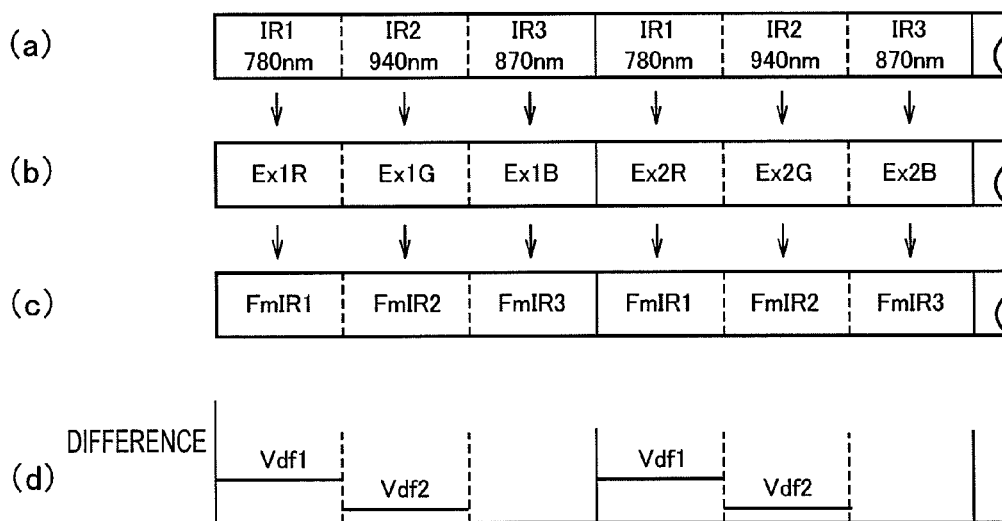 (a)
IR1 IR2 IR3 IR1 IR2 IR3
780nm 940nm 870nm 780nm 940nm 870nm
(b)
Ex1R Ex1G Ex1B Ex2R Ex2G Ex2B
(c)
FmIR1 FmIR2 FmIR3 FmIR1 FmIR2 FmIR3
(d)
DIFFERENCE
Vdf1 Vdf1
Vdf2 Vdf2